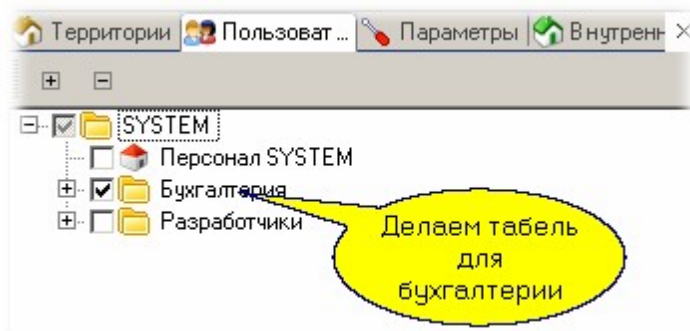 Территории Пользоват ... Параметры Внутренн
SYSTEM
Персонал SYSTEM
Бухгалтерия
Разработчики
Делаем табель
для
бухгалтерии